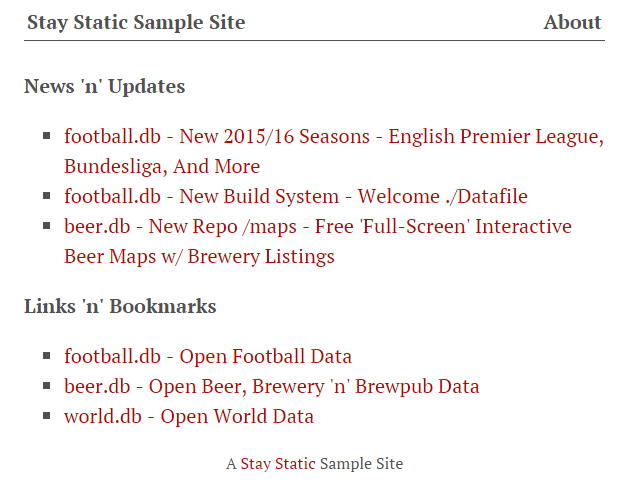 Stay Static Sample Site About
News 'n' Updates
football.db - New 2015/16 Seasons - English Premier League,
Bundesliga, And More
football.db - New Build System - Welcome ./Datafile
beer.db - New Repo /maps - Free 'Full-Screen' Interactive
Beer Maps w/ Brewery Listings
Links 'n' Bookmarks
football.db - Open Football Data
beer.db - Open Beer, Brewery 'n' Brewpub Data
world.db - Open World Data
A Stay Static Sample Site